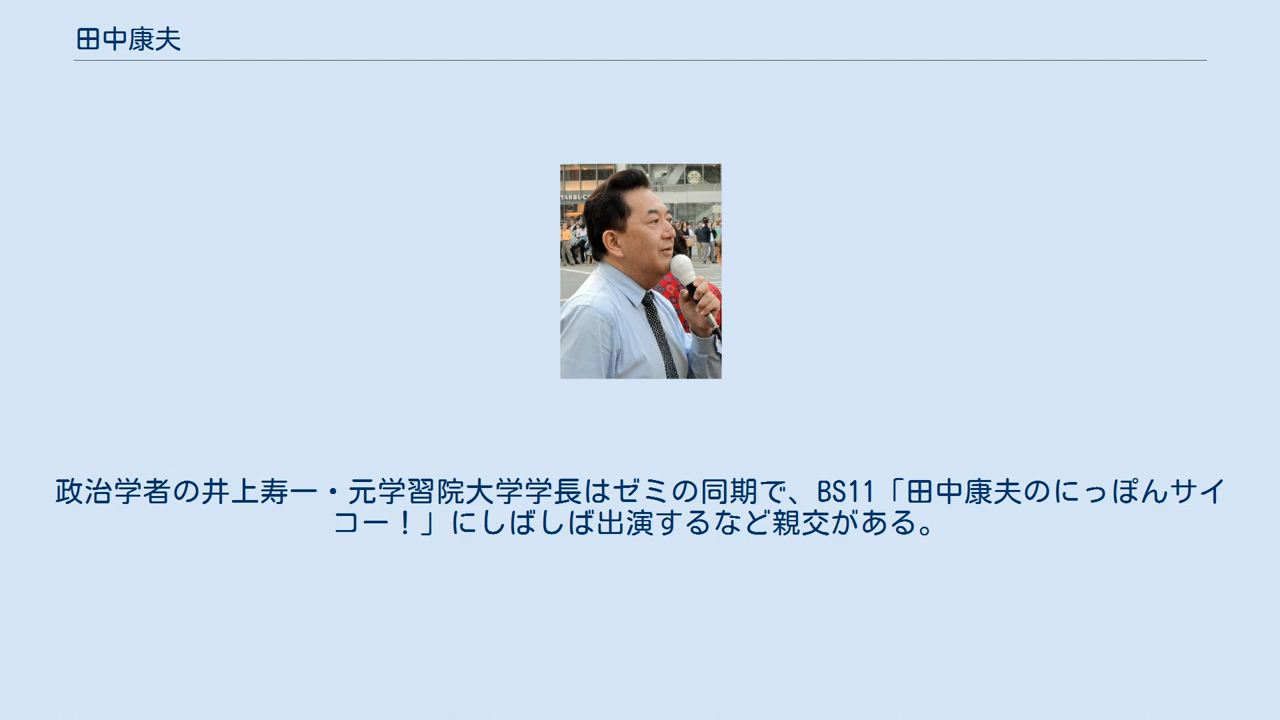 田中康夫
政治学者の井上寿一・元学習院大学学長はゼミの同期で、BS11「田中康夫のにっぽんサイ
コー！」にしばしば出演するなど親交がある。